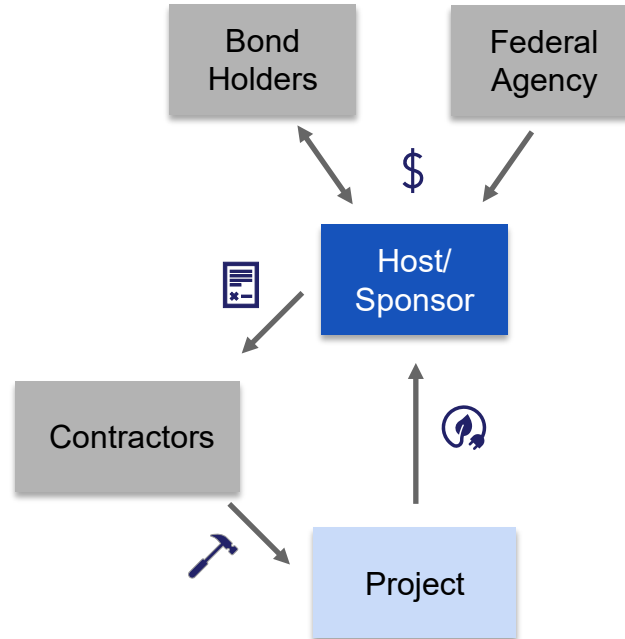 Bond
Holders
Federal
Agency
$
Host/
Sponsor
Contractors
Project